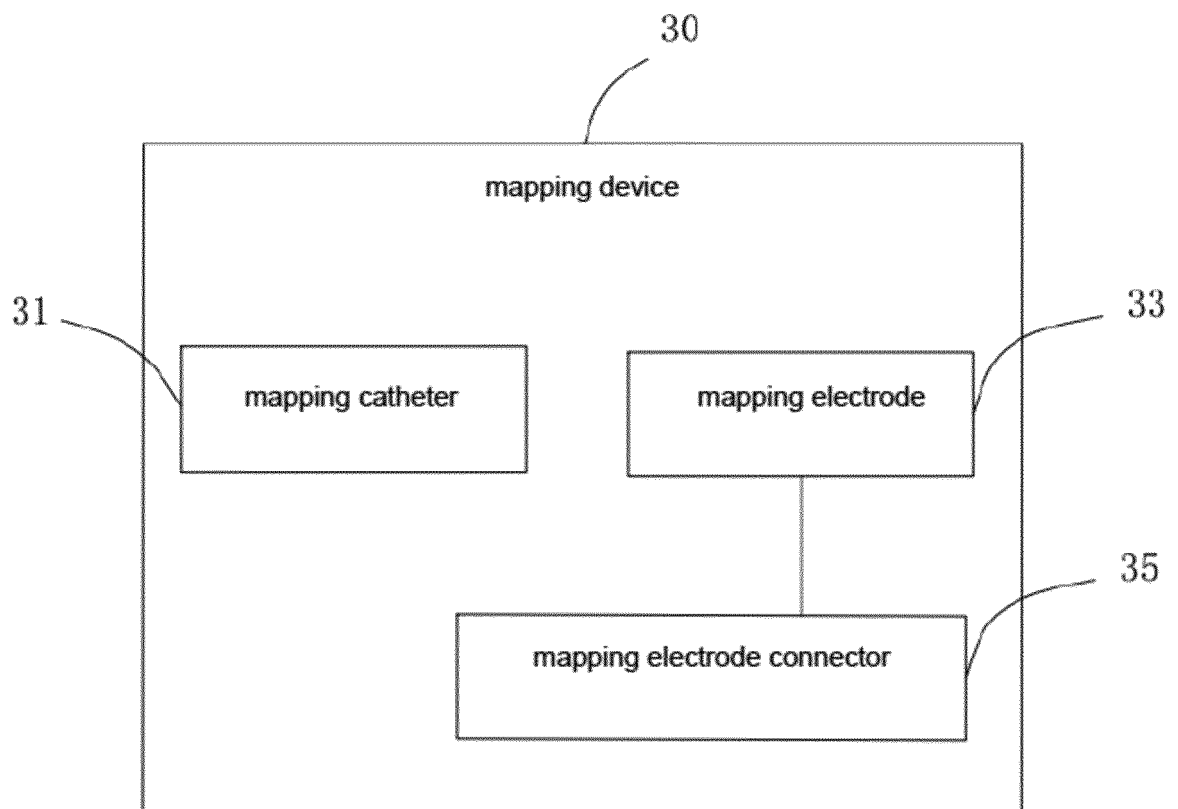 30
mapping device
31
33
mapping catheter
mapping electrode
35
mapping electrode connector